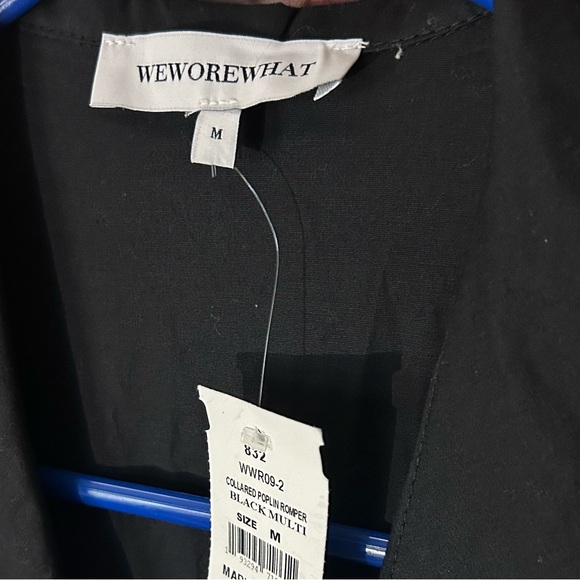 WEWOREWHAT
M
832
WWR09-2
COLLARED POPLIN ROMPER
BLACK MULTI
SIZE M